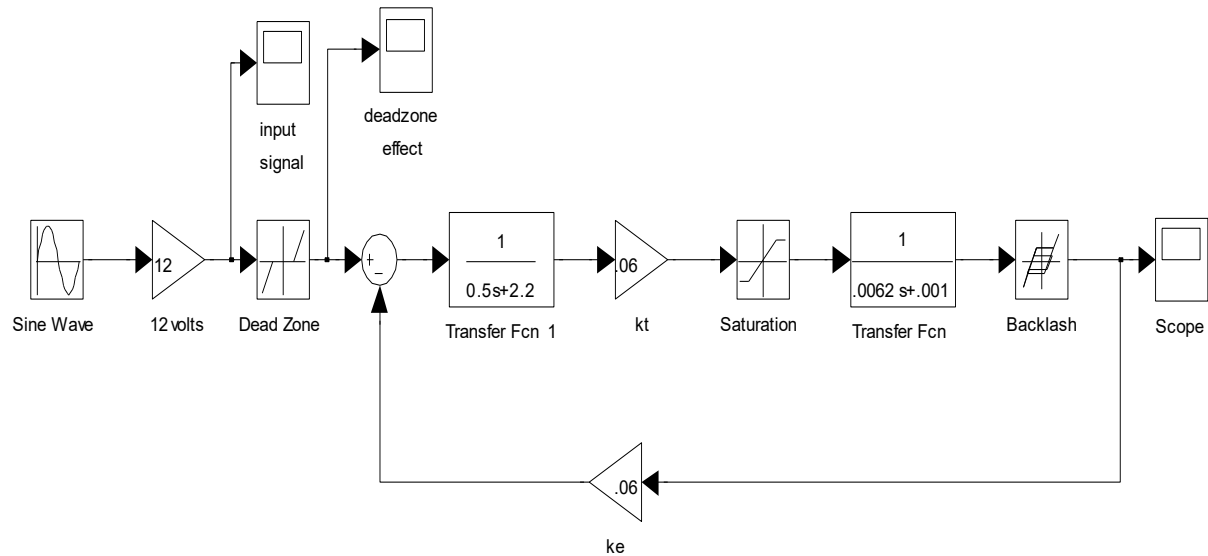 input
signal
deadzone
effect
12
+
−
1
0.5s+2.2
.06
1
.0062 s+.001
Sine Wave
12 volts
Dead Zone
Transfer Fcn 1
kt
Saturation
Transfer Fcn
Backlash
Scope
.06
ke